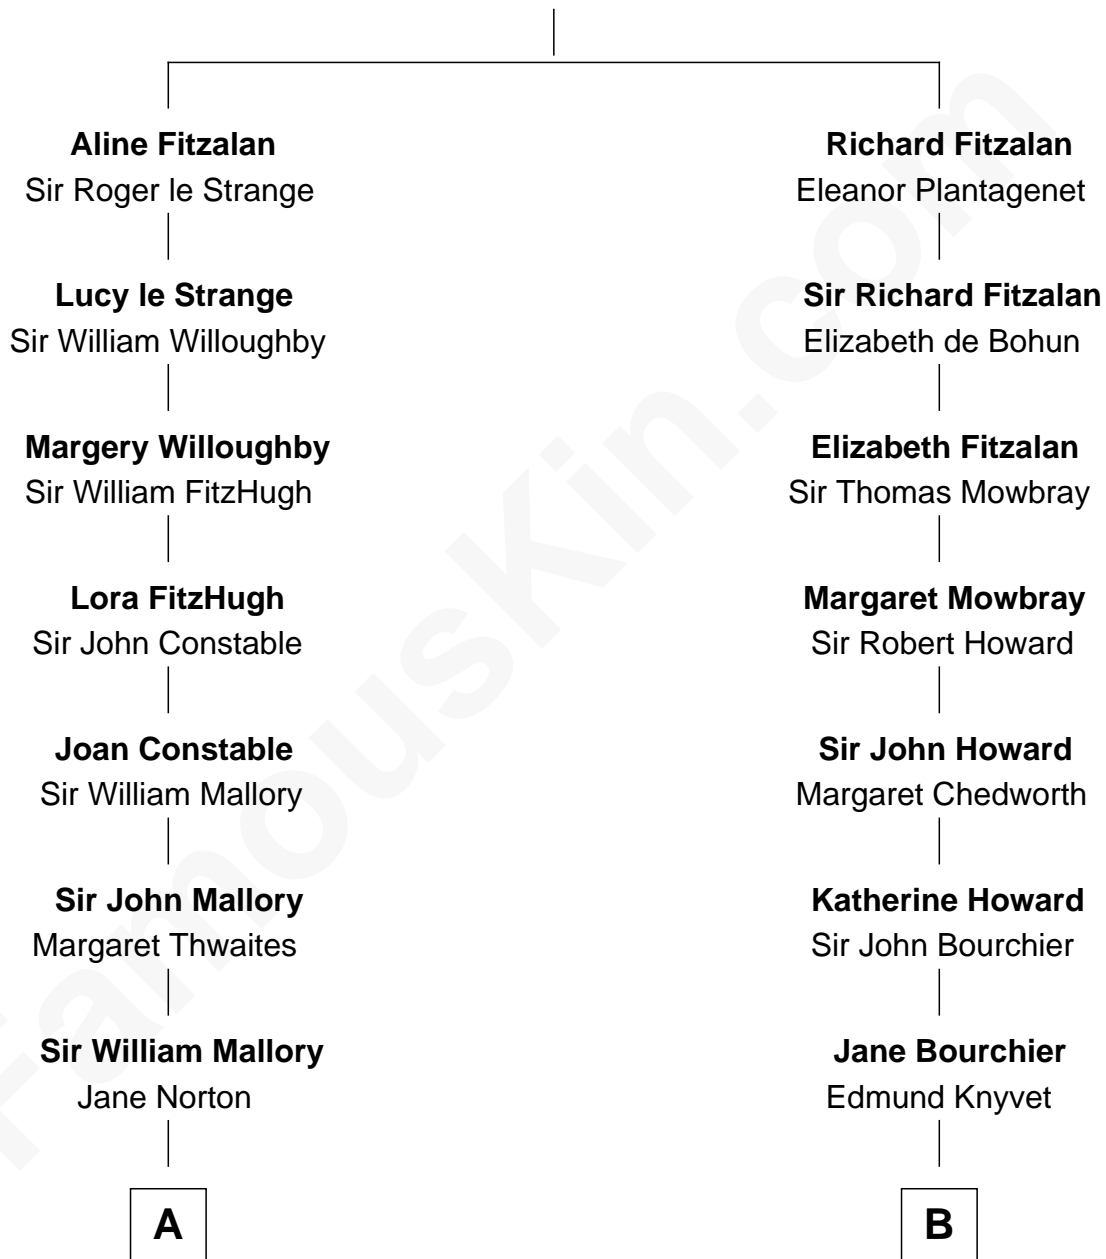 Aline Fitzalan
Sir Roger le Strange
Lucy le Strange
Sir William Willoughby
Margery Willoughby
Sir William FitzHugh
Lora FitzHugh
Sir John Constable
Joan Constable
Sir William Mallory
Sir John Mallory
Margaret Thwaites
Sir William Mallory
Jane Norton
A
Richard Fitzalan
Eleanor Plantagenet
Sir Richard Fitzalan
Elizabeth de Bohun
Elizabeth Fitzalan
Sir Thomas Mowbray
Margaret Mowbray
Sir Robert Howard
Sir John Howard
Margaret Chedworth
Katherine Howard
Sir John Bourchier
Jane Bourchier
Edmund Knyvet
B
FamousKin.com